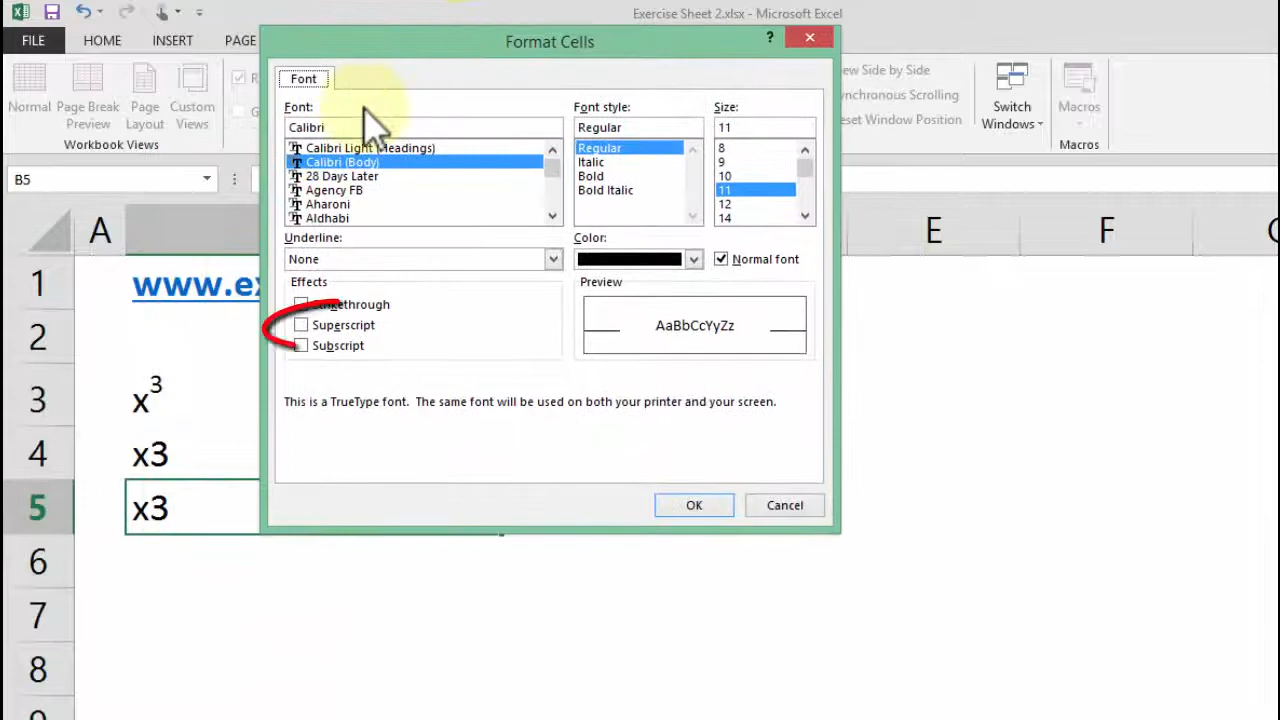 Exercise Sheet 2.xlsx - Microsoft Excel
FILE HOME INSERT PAGE
Format Cells ?
Normal Page Break Preview Page Layout Custom Views
Workbook Views
View Side by Side
Synchronous Scrolling
Reset Window Position
Switch Windows
Macros
Macros
B5
Font
Font: Font style: Size:
Calibri Regular 11
Calibri Light (Headings) Regular 8
Calibri (Body) Italic 9
28 Days Later Bold 10
Agency FB Bold Italic 11
Aharoni 12
Aldhabi 14
Underline: Color:
None Normal font
Effects Preview
Strikethrough
Superscript AaBbCcYyZz
Subscript
This is a TrueType font. The same font will be used on both your printer and your screen.
OK Cancel
A E F
1 www.ex
2
3 x3
4 x3
5 x3
6
7
8
9